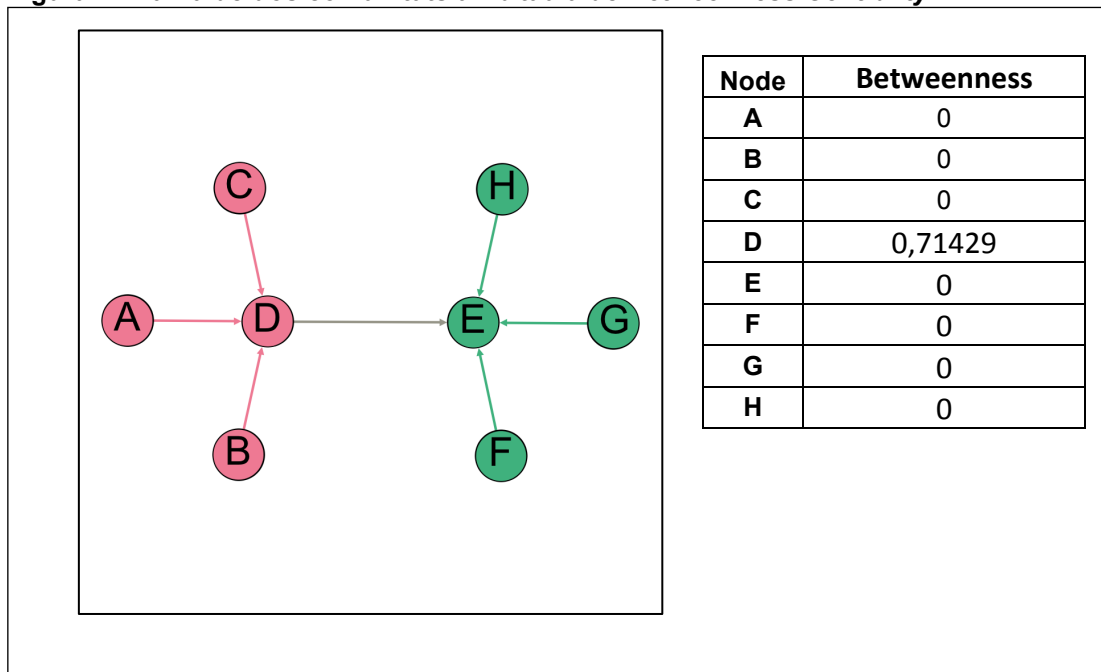 Node Betweenness
A 0
B 0
C 0
D 0,71429
E 0
F 0
G 0
H 0
C H
A D E G
B F